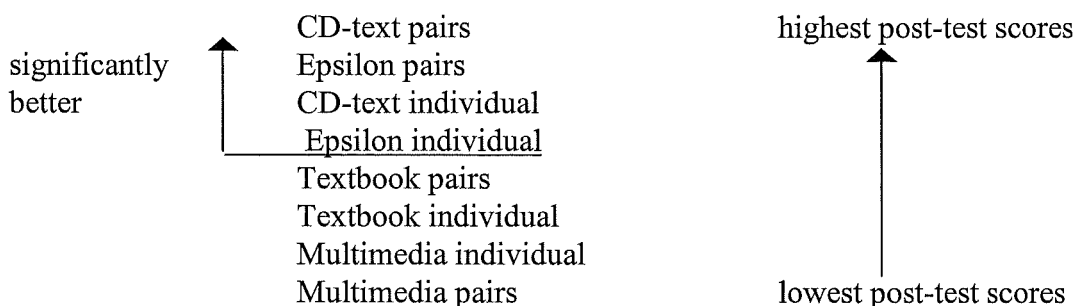 CD-text pairs highest post-test scores
significantly Epsilon pairs
better CD-text individual
Epsilon individual
Textbook pairs
Textbook individual
Multimedia individual
Multimedia pairs lowest post-test scores